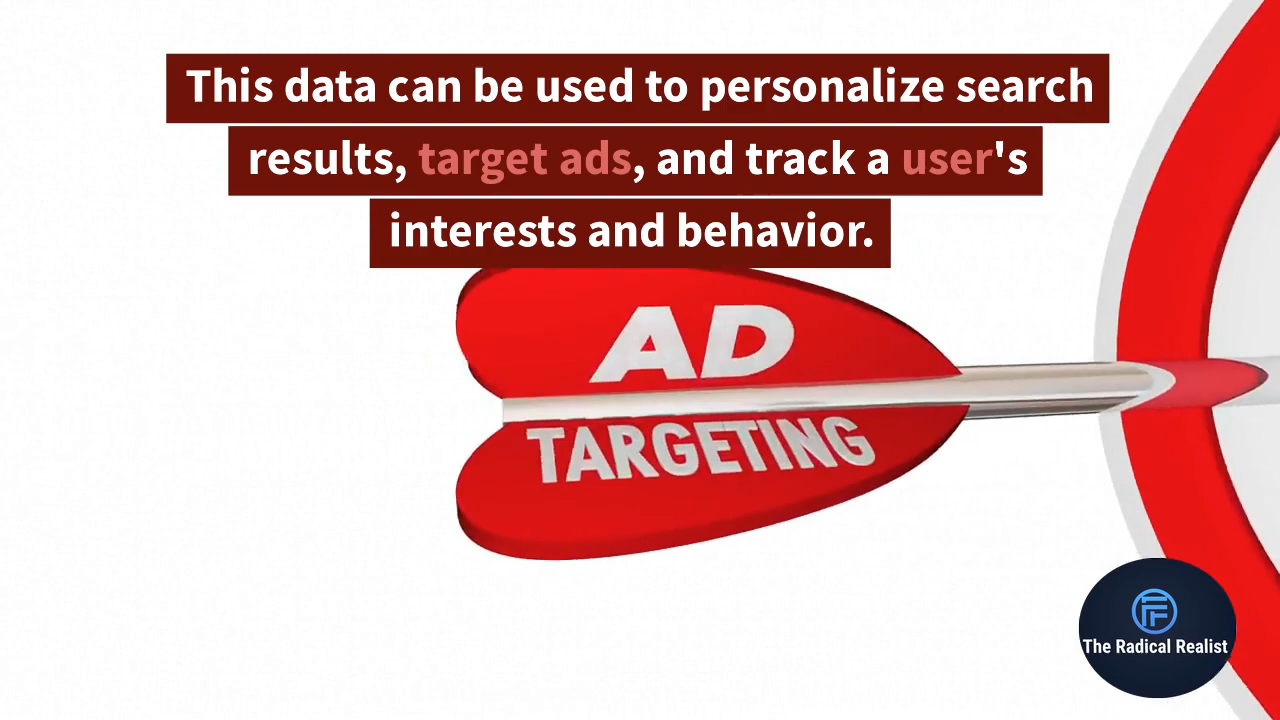 This data can be used to personalize search
results, target ads, and track a user's
interests and behavior.
AD
TARGETING
The Radical Realist